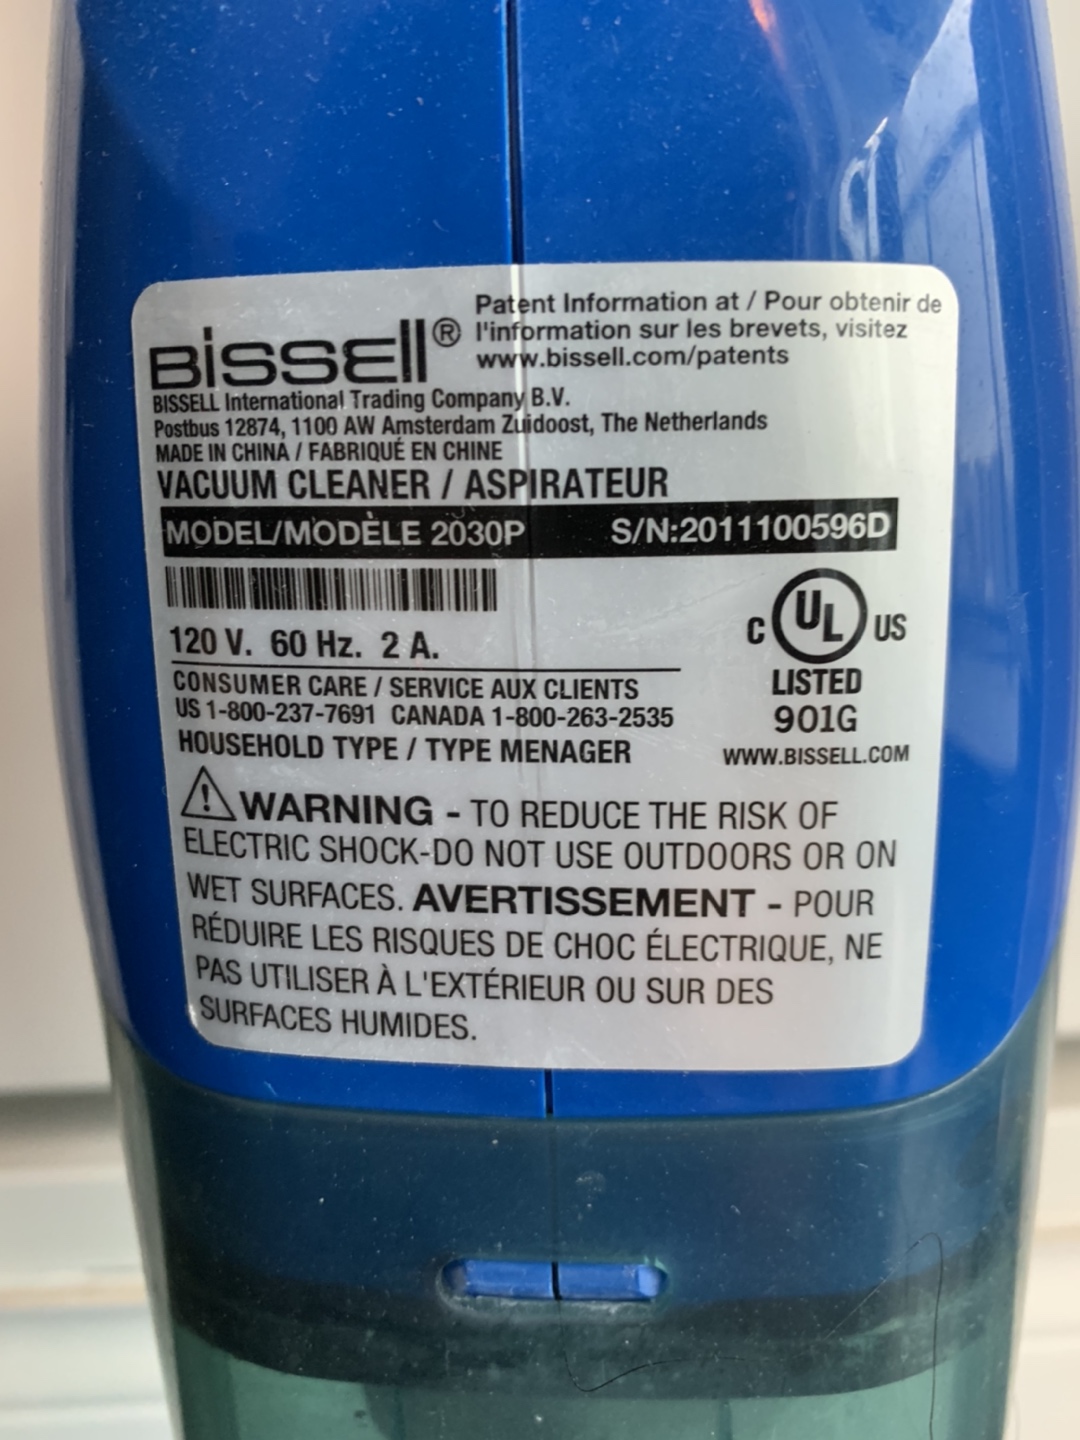 Patent Information at / Pour obtenir de
l'information sur les brevets, visitez
www.bissell.com/patents
BISSELL®
BISSELL International Trading Company B.V.
Postbus 12874, 1100 AW Amsterdam Zuidoost, The Netherlands
MADE IN CHINA / FABRIQUÉ EN CHINE
VACUUM CLEANER / ASPIRATEUR
MODEL/MODÈLE 2030P S/N:2011100596D
120 V. 60 Hz. 2 A.
C UL US
LISTED
901G
CONSUMER CARE / SERVICE AUX CLIENTS
US 1-800-237-7691 CANADA 1-800-263-2535
HOUSEHOLD TYPE / TYPE MENAGER
WWW.BISSELL.COM
WARNING - TO REDUCE THE RISK OF
ELECTRIC SHOCK-DO NOT USE OUTDOORS OR ON
WET SURFACES. AVERTISSEMENT - POUR
RÉDUIRE LES RISQUES DE CHOC ÉLECTRIQUE, NE
PAS UTILISER À L'EXTÉRIEUR OU SUR DES
SURFACES HUMIDES.